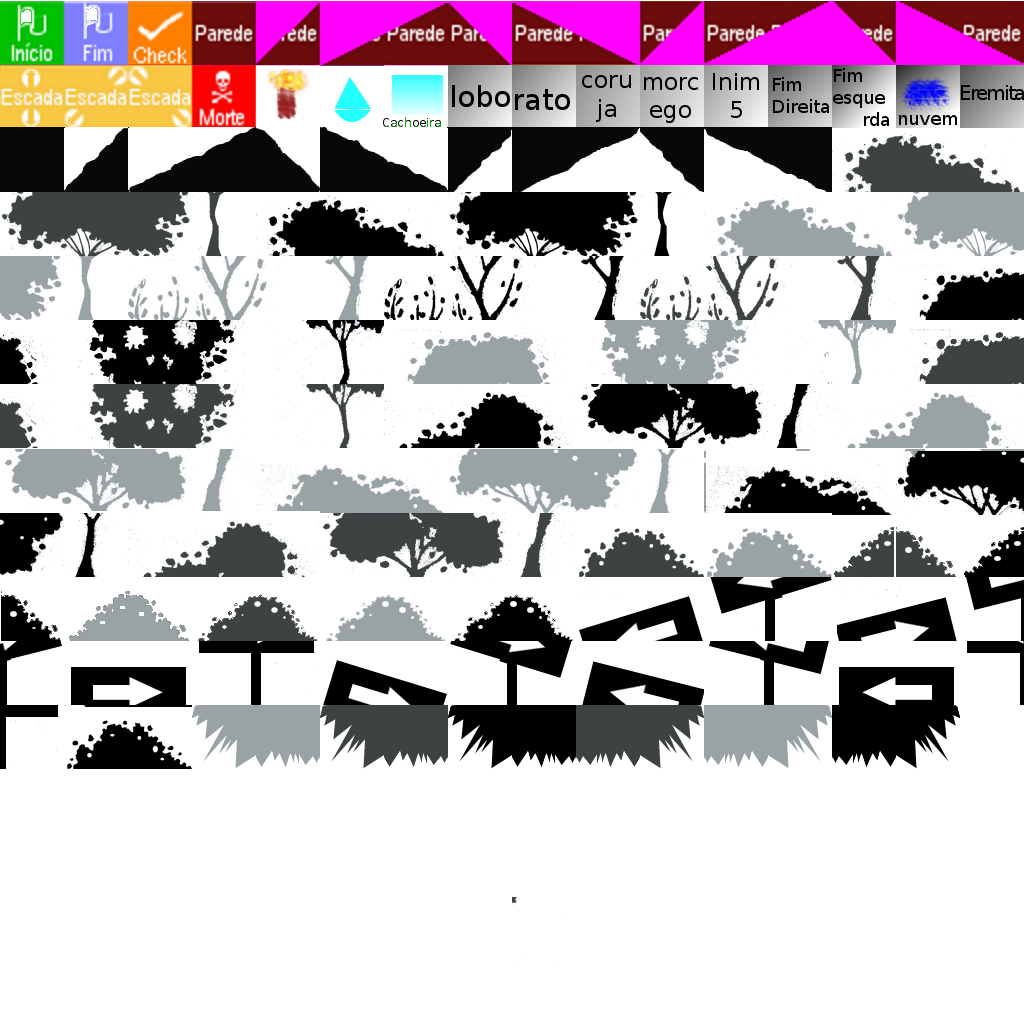 Início
Fim
Check
Parede
ede
Parede
Par
Parede
Pare
Parede
ede
Parede
Escada
Escada
Escada
Morte
Cachoeira
lobo
rato
coru
ja
morc
ego
Inim
5
Fim
Direita
Fim
esque
rda
nuvem
Eremita